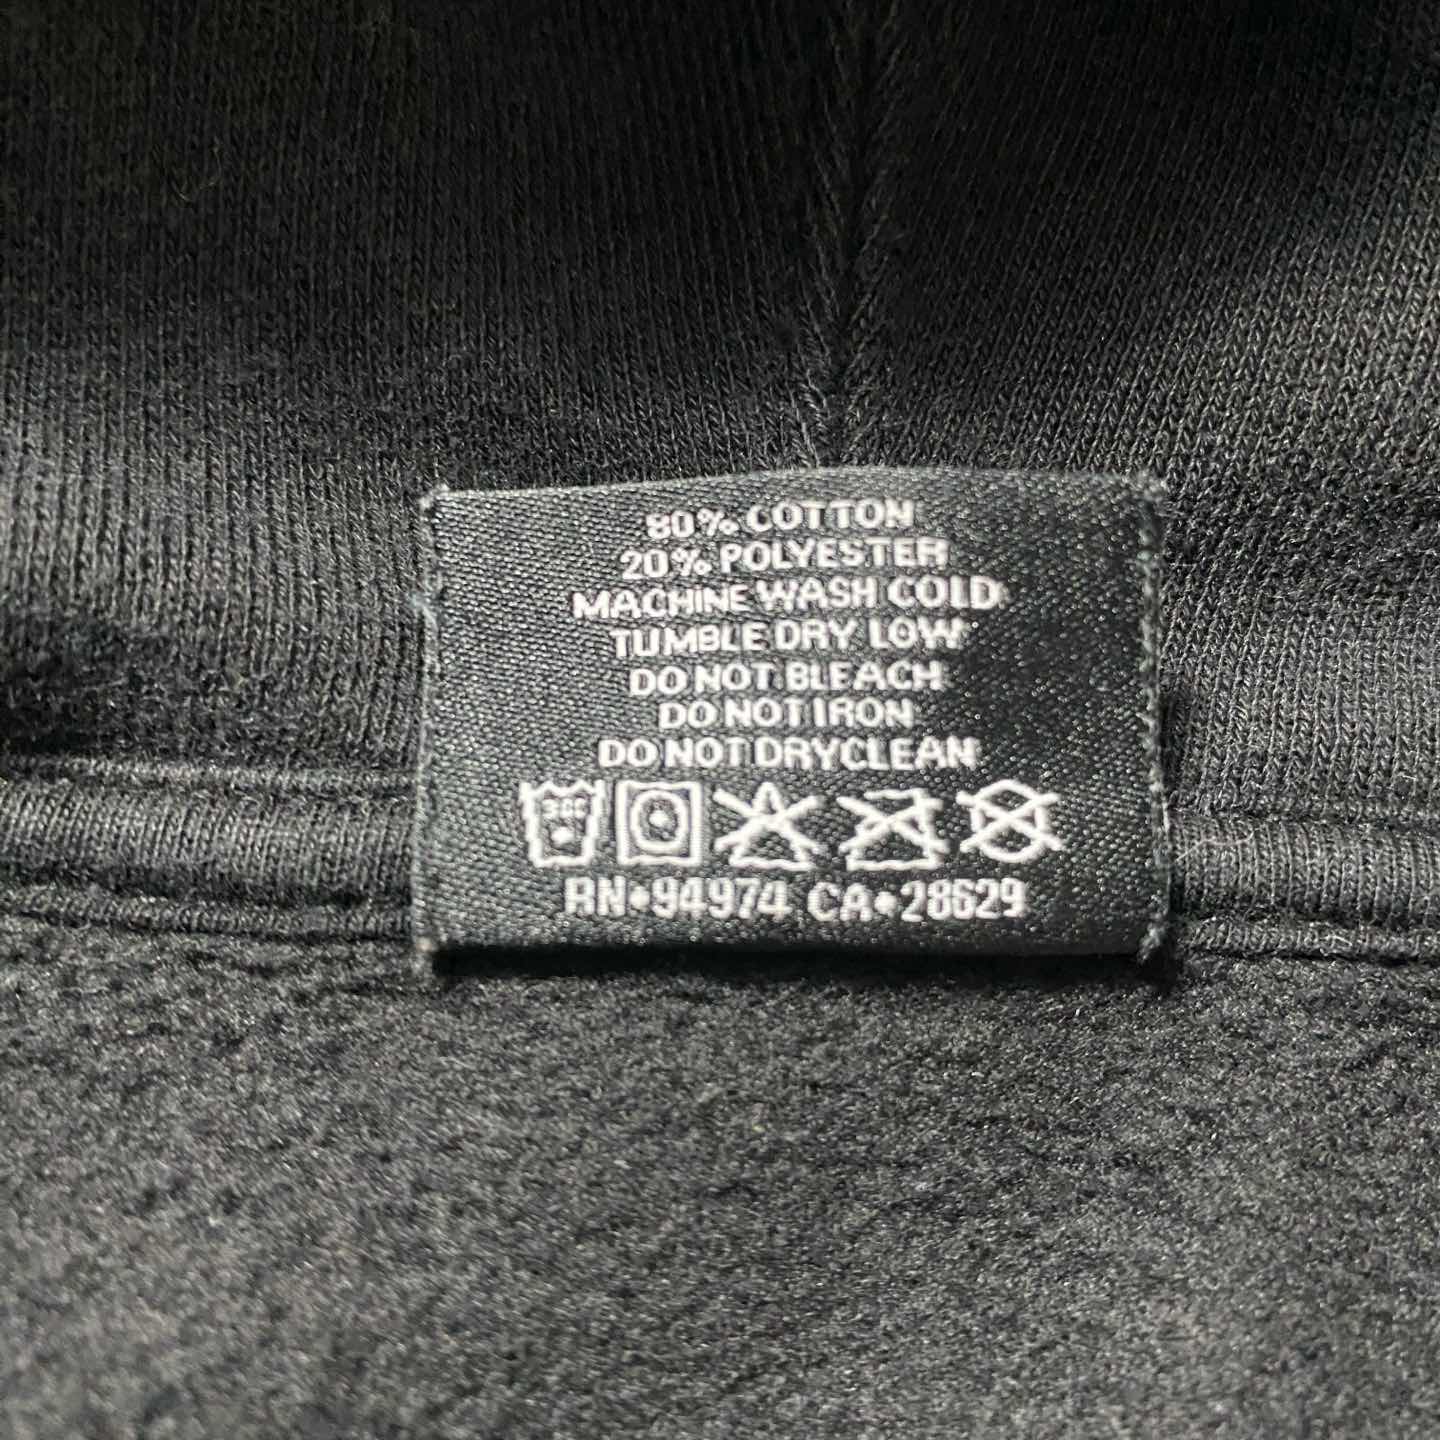 80% COTTON
20% POLYESTER
MACHINE WASH COLD
TUMBLE DRY LOW
DO NOT BLEACH
DO NOT IRON
DO NOT DRYCLEAN
RN•94974 CA•28629